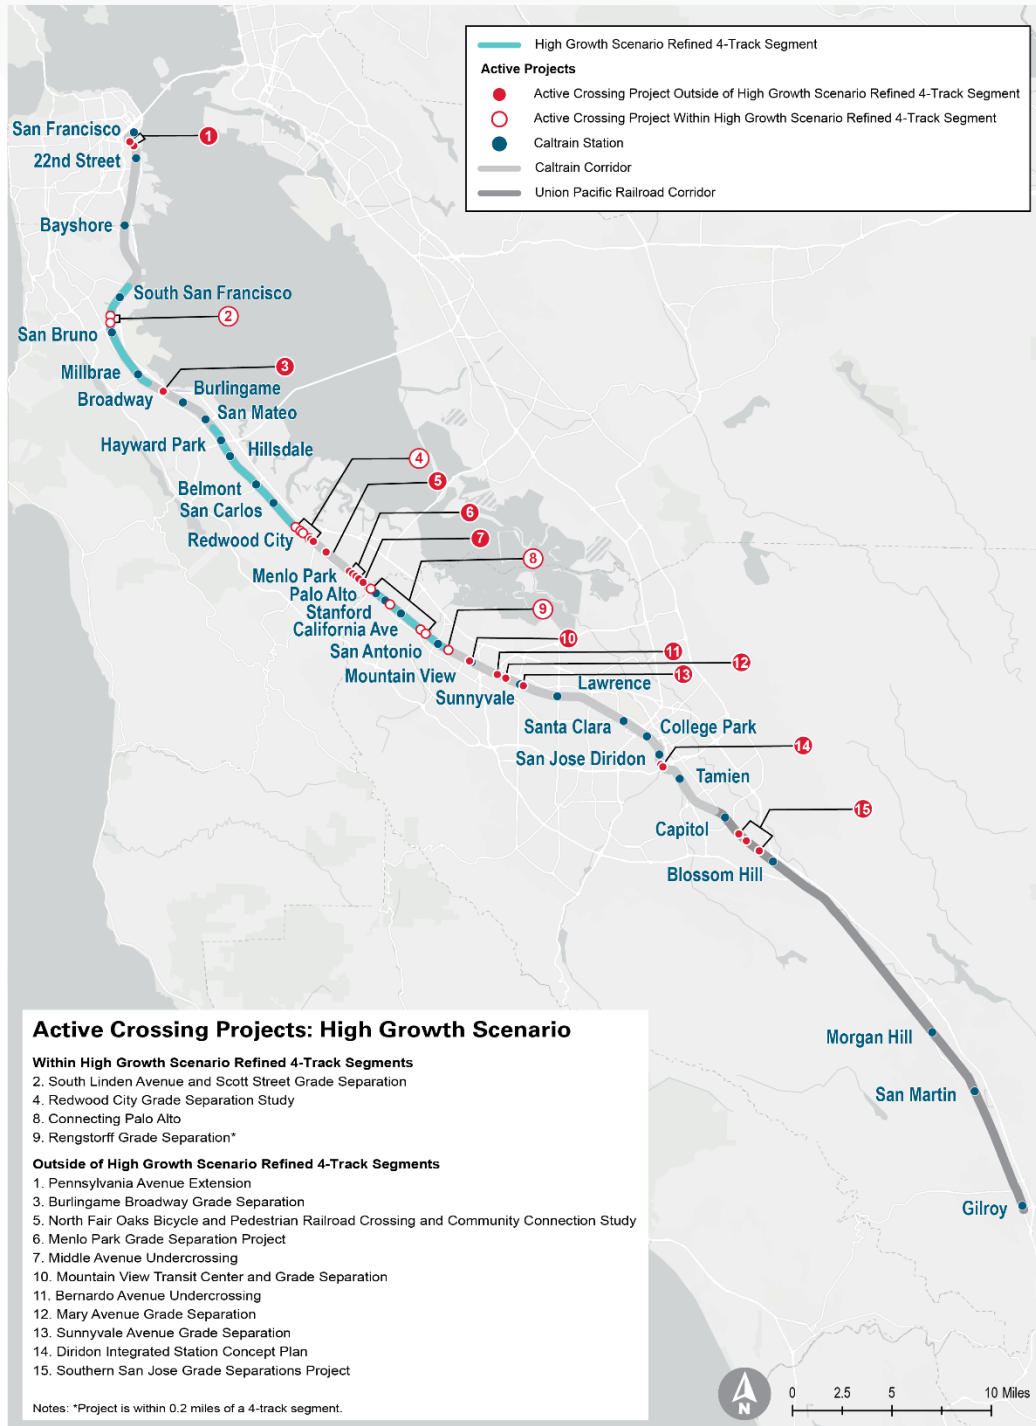 High Growth Scenario Refined 4-Track Segment
Active Projects
Active Crossing Project Outside of High Growth Scenario Refined 4-Track Segment
Active Crossing Project Within High Growth Scenario Refined 4-Track Segment
Caltrain Station
Caltrain Corridor
Union Pacific Railroad Corridor
San Francisco
1
22nd Street
Bayshore
South San Francisco
2
San Bruno
Millbrae
3
Broadway
Burlingame
San Mateo
Hayward Park
Hillsdale
4
Belmont
5
San Carlos
6
Redwood City
7
8
Menlo Park
Palo Alto
Stanford
9
California Ave
10
San Antonio
11
12
Mountain View
13
Sunnyvale
Lawrence
Santa Clara
College Park
14
San Jose Diridon
Tamien
15
Capitol
Blossom Hill
Morgan Hill
San Martin
Gilroy
Active Crossing Projects: High Growth Scenario
Within High Growth Scenario Refined 4-Track Segments
2. South Linden Avenue and Scott Street Grade Separation
4. Redwood City Grade Separation Study
8. Connecting Palo Alto
9. Rengstorff Grade Separation*
Outside of High Growth Scenario Refined 4-Track Segments
1. Pennsylvania Avenue Extension
3. Burlingame Broadway Grade Separation
5. North Fair Oaks Bicycle and Pedestrian Railroad Crossing and Community Connection Study
6. Menlo Park Grade Separation Project
7. Middle Avenue Undercrossing
10. Mountain View Transit Center and Grade Separation
11. Bernardo Avenue Undercrossing
12. Mary Avenue Grade Separation
13. Sunnyvale Avenue Grade Separation
14. Diridon Integrated Station Concept Plan
15. Southern San Jose Grade Separations Project
Notes: *Project is within 0.2 miles of a 4-track segment.
N
0 2.5 5 10 Miles